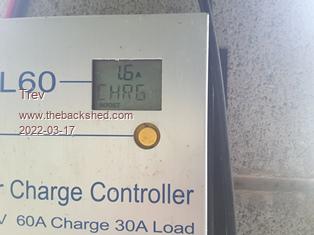 L60
1.6 A
CHRG
BOOST
Trev
www.thebackshed.com
2022-03-17
r Charge Controller
V 60A Charge 30A Load